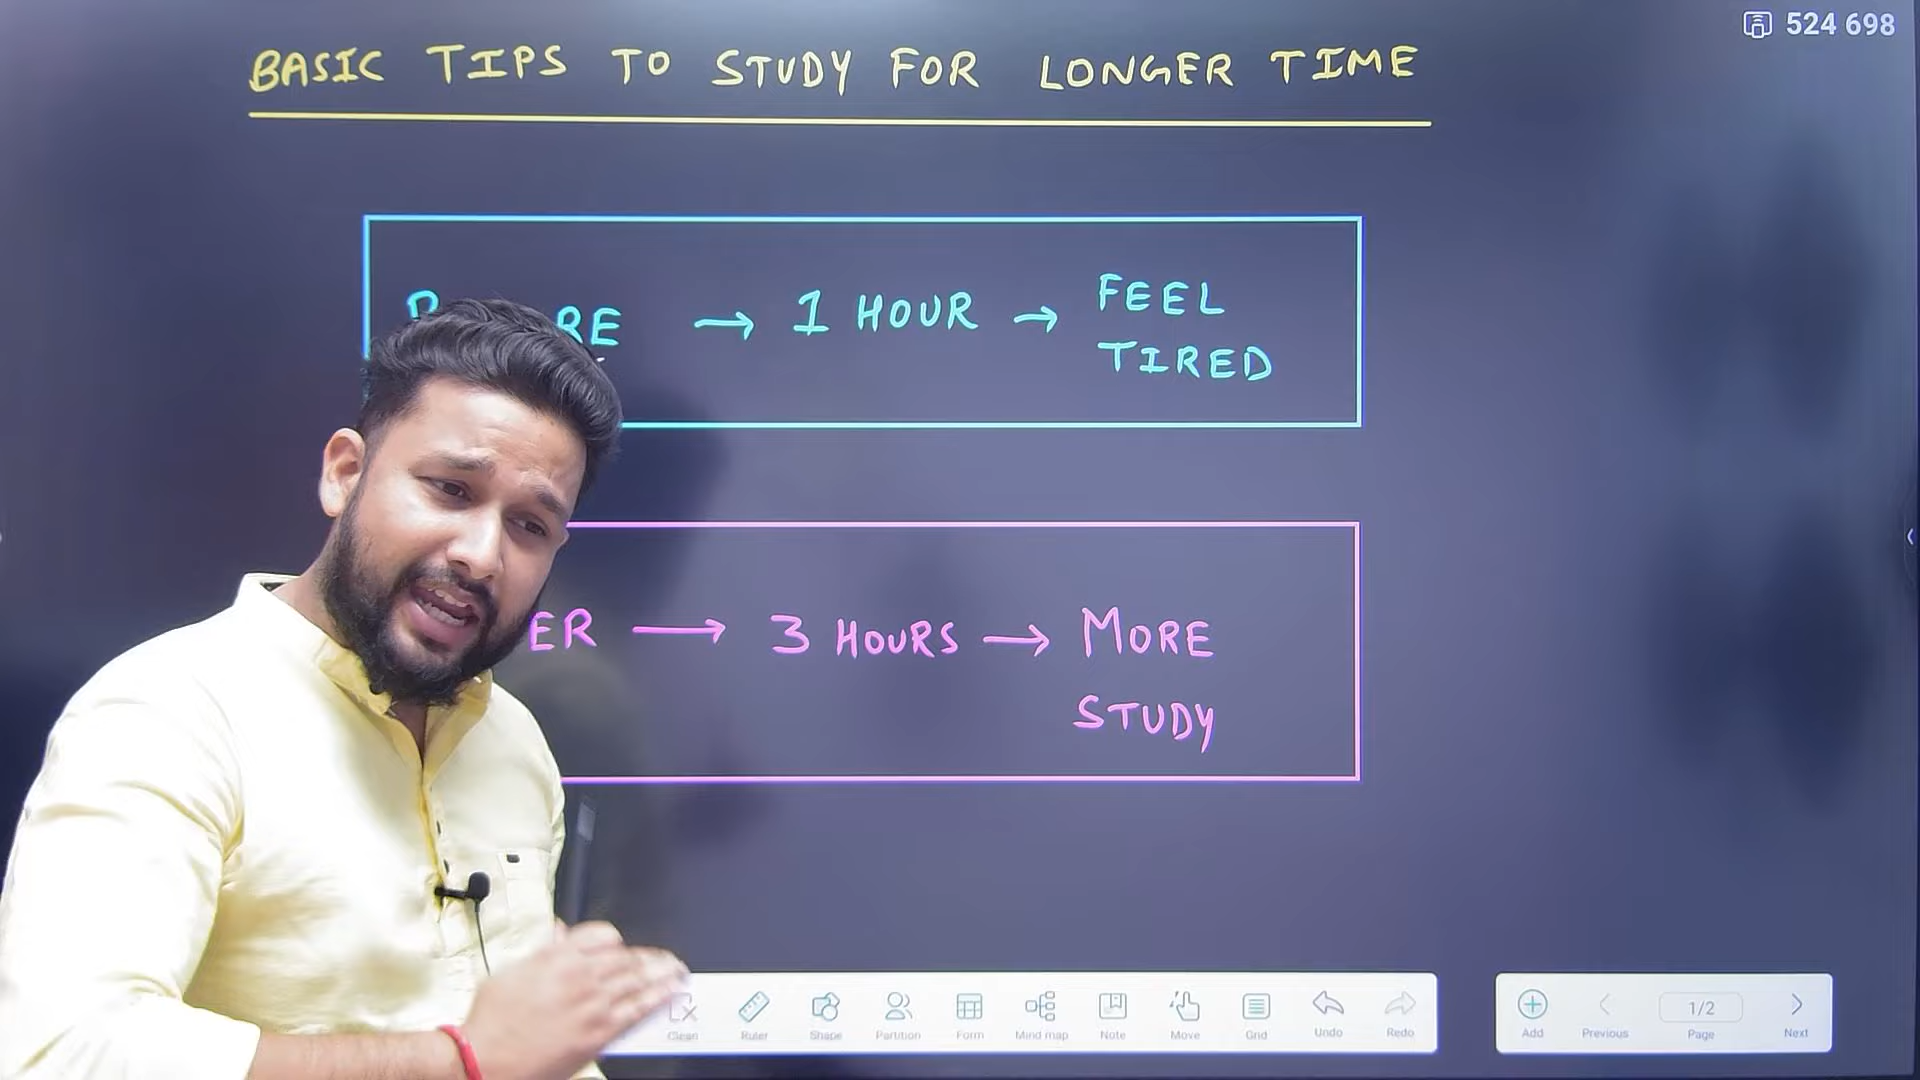 524 698
BASIC TIPS TO STUDY FOR LONGER TIME
→ 1 HOUR → FEEL
TIRED
→ 3 HOURS → MORE
STUDY
Clean Ruler Shape Partition Form Mind map Note Move Grid Undo Redo
Add Previous 1/2 Page Next